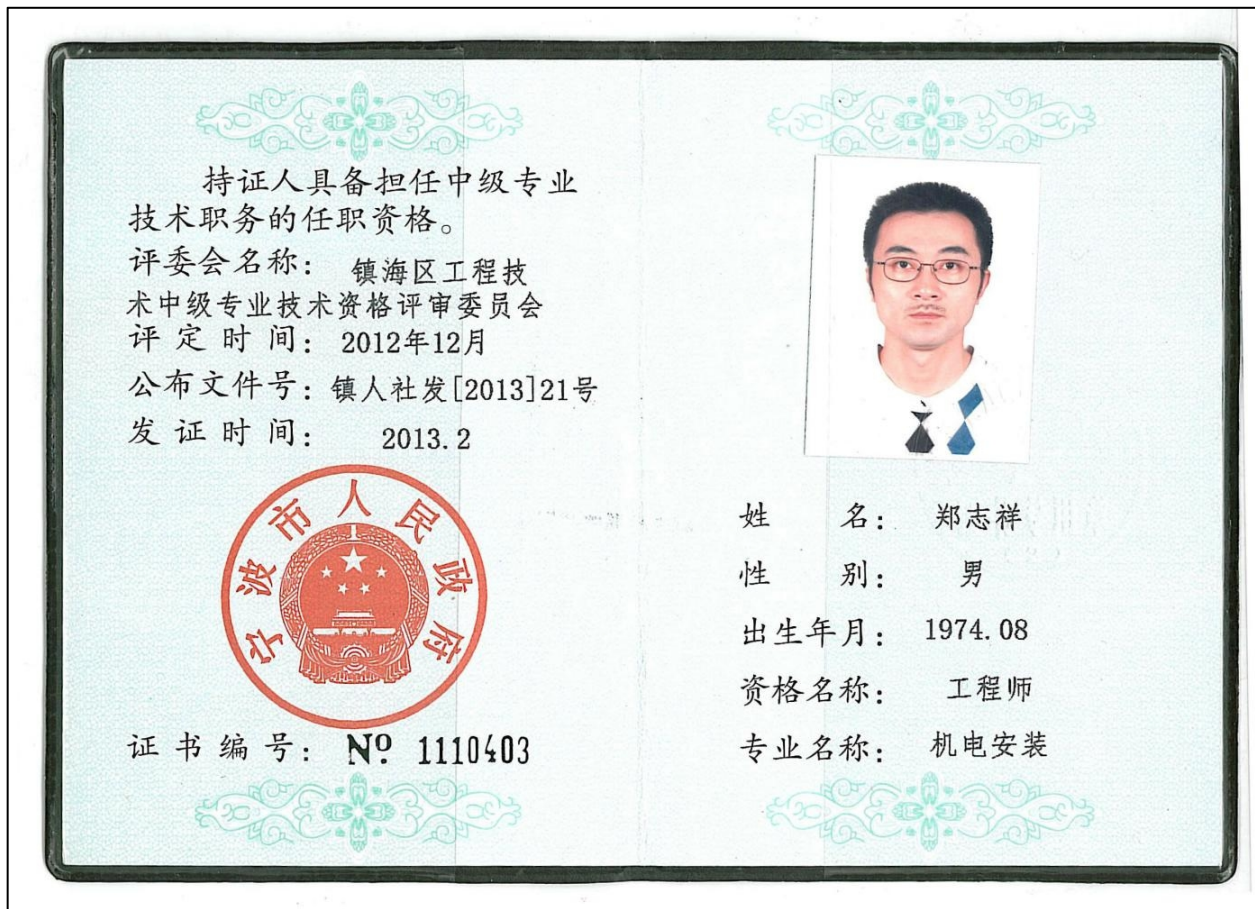 持证人具备担任中级专业
技术职务的任职资格。
评委会名称: 镇海区工程技
术中级专业技术资格评审委员会
评定时间: 2012年12月
公布文件号: 镇人社发[2013]21号
发证时间: 2013.2
宁波市人民政府
证书编号: Nº 1110403
姓名: 郑志祥
性别: 男
出生年月: 1974.08
资格名称: 工程师
专业名称: 机电安装